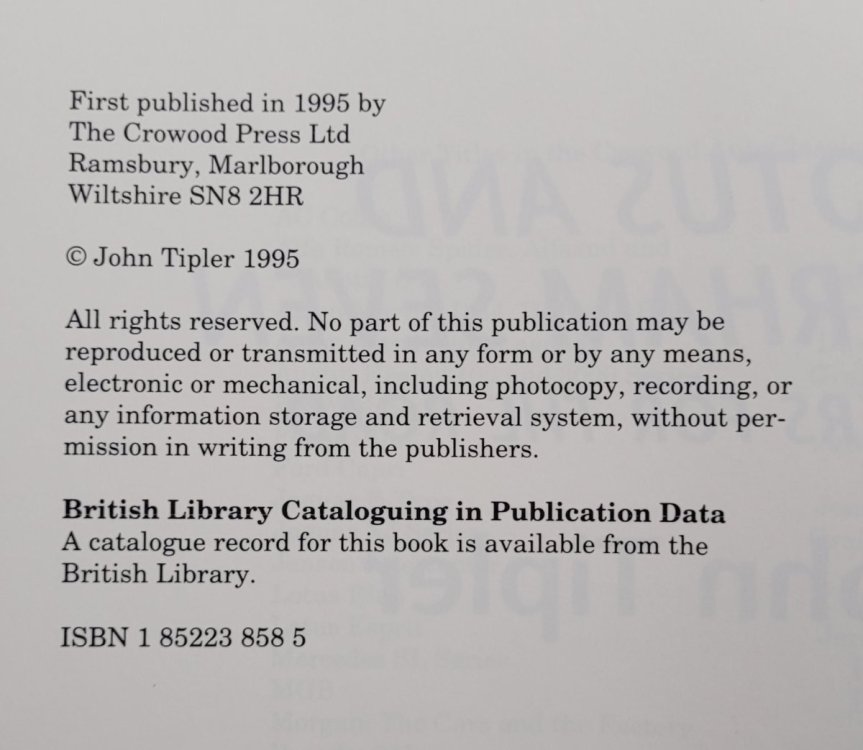 First published in 1995 by
The Crowood Press Ltd
Ramsbury, Marlborough
Wiltshire SN8 2HR
© John Tipler 1995
All rights reserved. No part of this publication may be
reproduced or transmitted in any form or by any means,
electronic or mechanical, including photocopy, recording, or
any information storage and retrieval system, without per-
mission in writing from the publishers.
British Library Cataloguing in Publication Data
A catalogue record for this book is available from the
British Library.
ISBN 1 85223 858 5